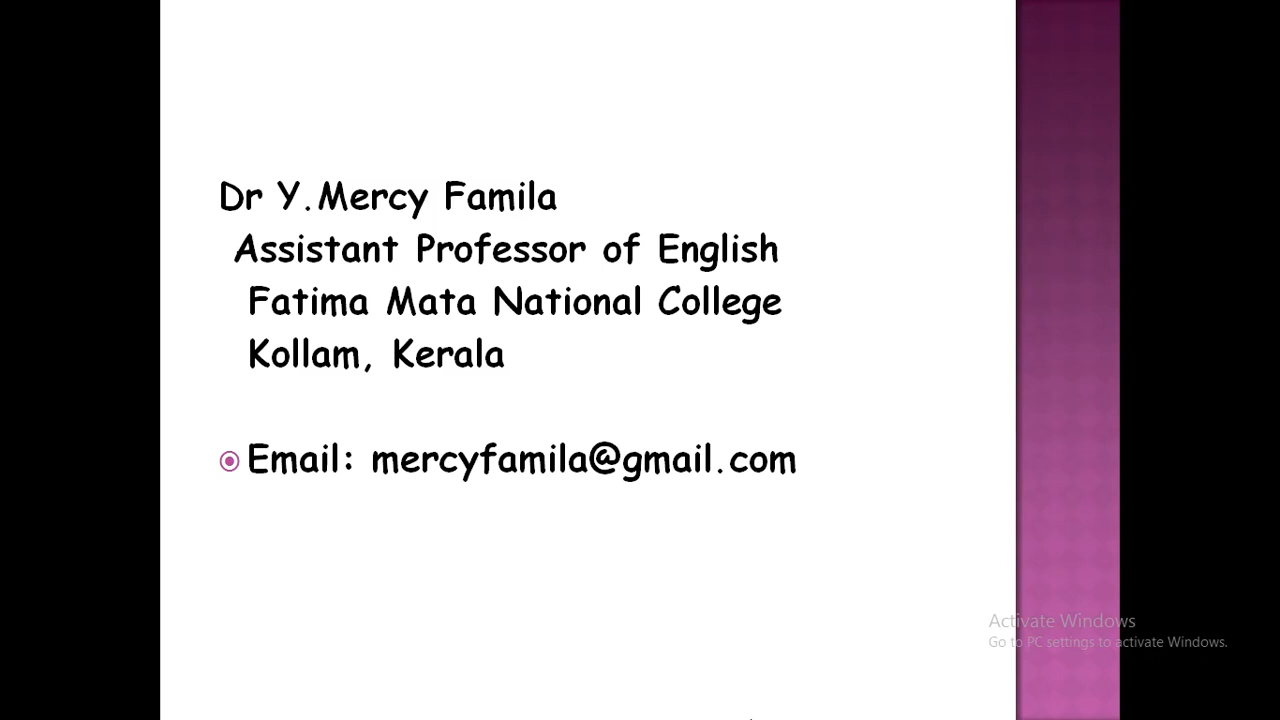 Dr Y.Mercy Famila
Assistant Professor of English
Fatima Mata National College
Kollam, Kerala
Email: mercyfamila@gmail.com
Activate Windows
Go to PC settings to activate Windows.